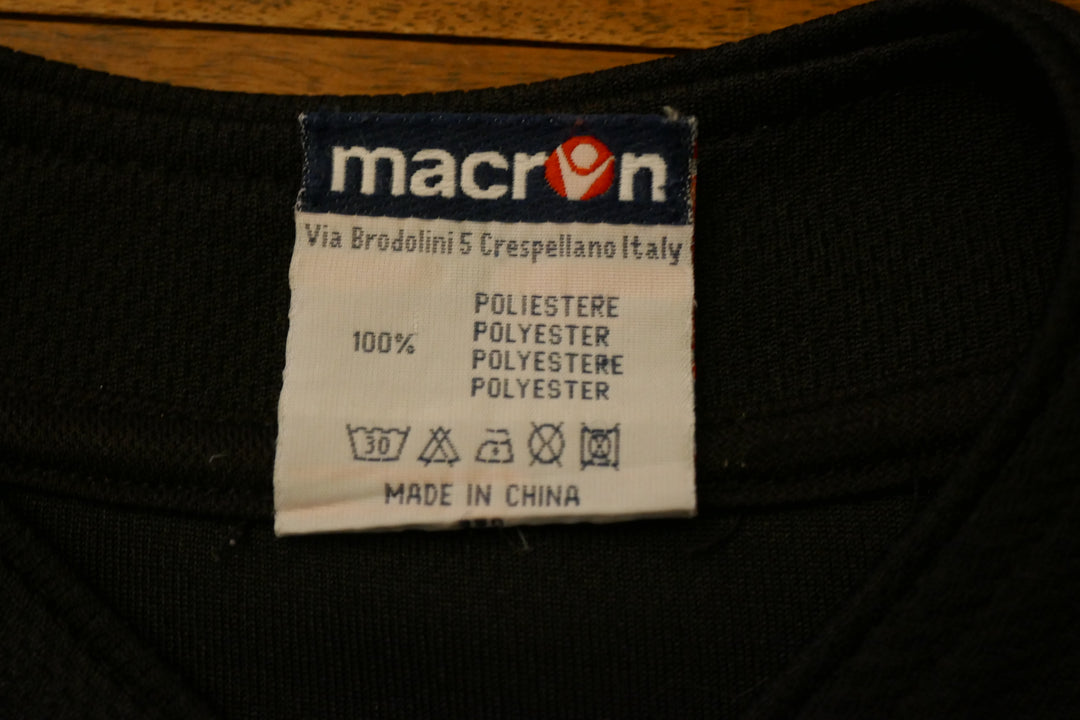 macron
Via Brodolini 5 Crespellano Italy
100%
POLIESTERE
POLYESTER
POLYESTERE
POLYESTER
30
MADE IN CHINA